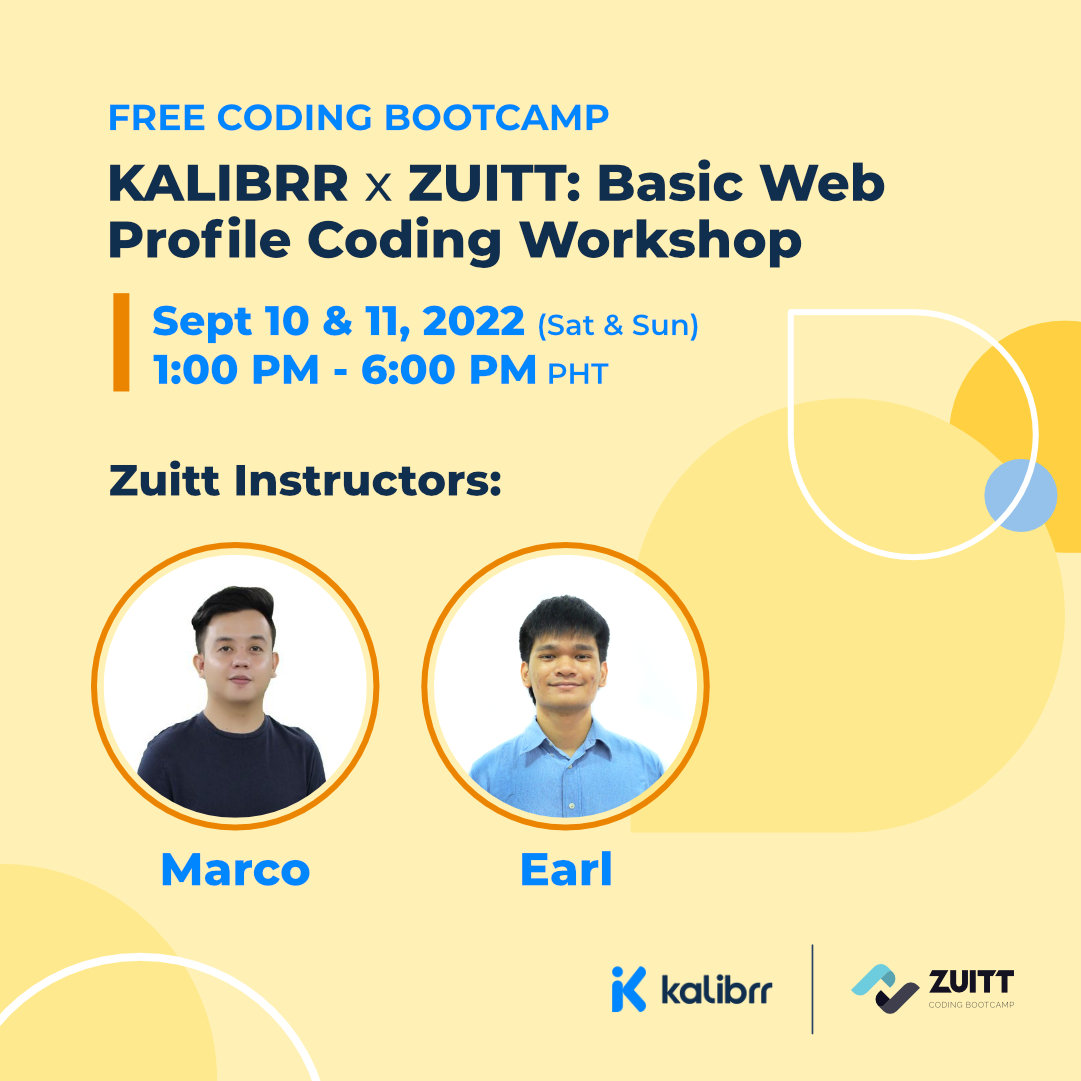 FREE CODING BOOTCAMP
KALIBRR x ZUITT: Basic Web
Profile Coding Workshop
Sept 10 & 11, 2022 (Sat & Sun)
1:00 PM - 6:00 PM PHT
Zuitt Instructors:
Marco
Earl
kalibrr
ZUITT
CODING BOOTCAMP